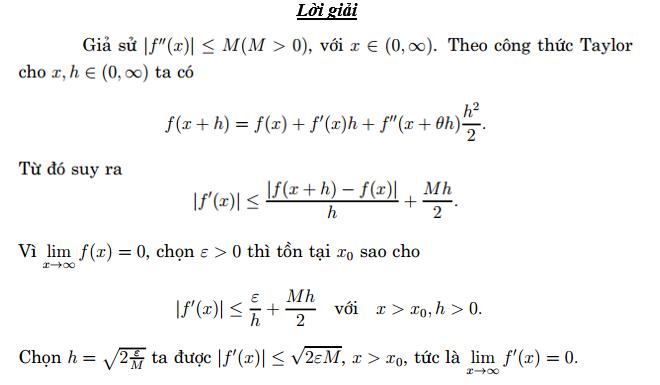 Lời giải
Giả sử |f″(x)| ≤ M(M > 0), với x ∈ (0, ∞). Theo công thức Taylor
cho x, h ∈ (0, ∞) ta có
f(x + h) = f(x) + f′(x)h + f″(x + θh)h²/2.
Từ đó suy ra
|f′(x)| ≤ |f(x + h) − f(x)|/h + Mh/2.
Vì lim_{x→∞} f(x) = 0, chọn ε > 0 thì tồn tại x₀ sao cho
|f′(x)| ≤ ε/h + Mh/2 với x > x₀, h > 0.
Chọn h = √(2ε/M) ta được |f′(x)| ≤ √(2εM), x > x₀, tức là lim_{x→∞} f′(x) = 0.